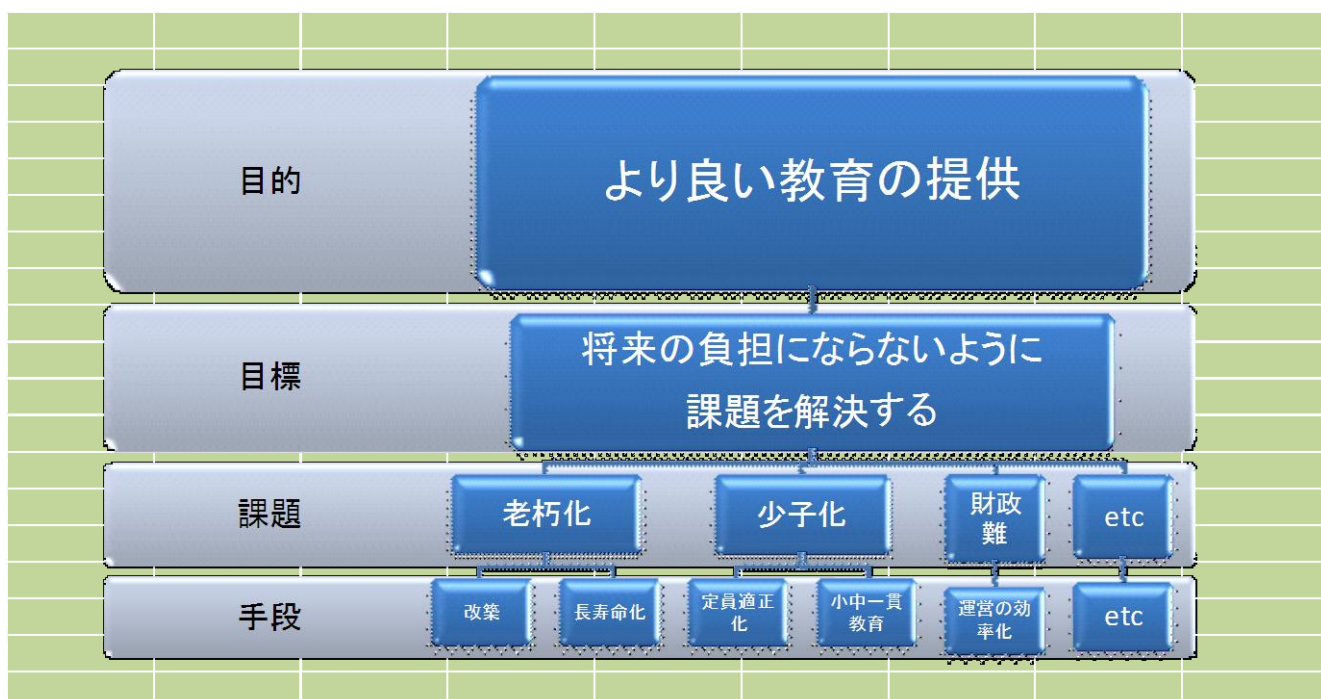 目的
より良い教育の提供
目標
将来の負担にならないように
課題を解決する
課題
老朽化
少子化
財政
難
etc
手段
改築
長寿命化
定員適正
化
小中一貫
教育
運営の効
率化
etc